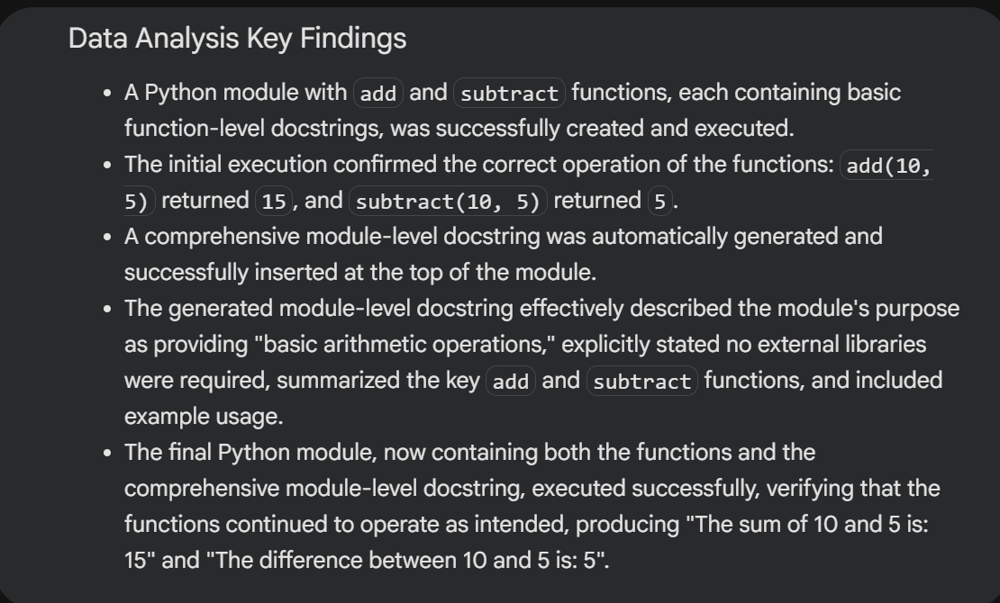 Data Analysis Key Findings
• A Python module with add and subtract functions, each containing basic
function-level docstrings, was successfully created and executed.
• The initial execution confirmed the correct operation of the functions: add(10,
5) returned 15, and subtract(10, 5) returned 5.
• A comprehensive module-level docstring was automatically generated and
successfully inserted at the top of the module.
• The generated module-level docstring effectively described the module's purpose
as providing "basic arithmetic operations," explicitly stated no external libraries
were required, summarized the key add and subtract functions, and included
example usage.
• The final Python module, now containing both the functions and the
comprehensive module-level docstring, executed successfully, verifying that the
functions continued to operate as intended, producing "The sum of 10 and 5 is:
15" and "The difference between 10 and 5 is: 5".